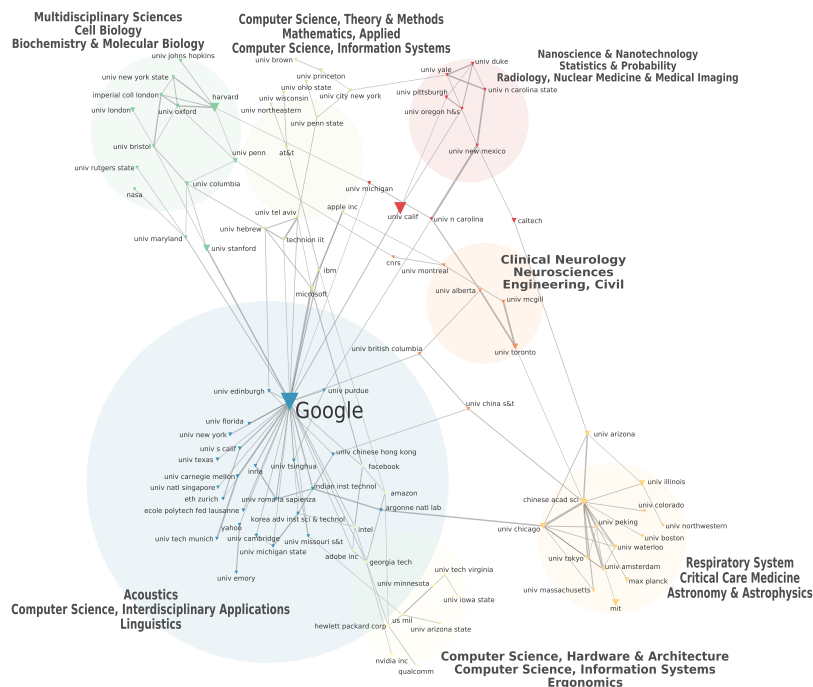 Multidisciplinary Sciences
Cell Biology
Biochemistry & Molecular Biology
Computer Science, Theory & Methods
Mathematics, Applied
Computer Science, Information Systems
Nanoscience & Nanotechnology
Statistics & Probability
Radiology, Nuclear Medicine & Medical Imaging
univ johns hopkins
univ new york state
imperial coll london
harvard
univ london
univ oxford
univ bristol
univ penn
univ rutgers state
univ columbia
nasa
univ maryland
univ stanford
univ brown
univ princeton
univ ohio state
univ wisconsin
univ city new york
univ northeastern
univ penn state
at&t
univ duke
univ yale
univ pittsburgh
univ n carolina state
univ oregon h&s
univ new mexico
univ michigan
apple inc
univ calif
univ n carolina
caltech
univ tel aviv
univ hebrew
technion iit
ibm
microsoft
cnrs
univ montreal
Clinical Neurology
Neurosciences
Engineering, Civil
univ alberta
univ mcgill
univ toronto
univ british columbia
univ china s&t
univ edinburgh
univ purdue
Google
univ florida
univ new york
univ s calif
univ texas
univ carnegie mellon
univ natl singapore
eth zurich
ecole polytech fed lausanne
yahoo
univ tech munich
univ emory
inria
univ tsinghua
univ chinese hong kong
facebook
indian inst technol
univ roma la sapienza
amazon
argonne natl lab
korea adv inst sci & technol
intel
univ cambridge
univ missouri s&t
univ michigan state
adobe inc
georgia tech
univ arizona
univ illinois
chinese acad sci
univ colorado
univ chicago
univ peking
univ northwestern
univ boston
univ waterloo
univ tokyo
univ amsterdam
max planck
univ massachusetts
mit
Respiratory System
Critical Care Medicine
Astronomy & Astrophysics
Acoustics
Computer Science, Interdisciplinary Applications
Linguistics
univ tech virginia
univ minnesota
univ iowa state
us mil
hewlett packard corp
univ arizona state
nvidia inc
qualcomm
Computer Science, Hardware & Architecture
Computer Science, Information Systems
Ergonomics